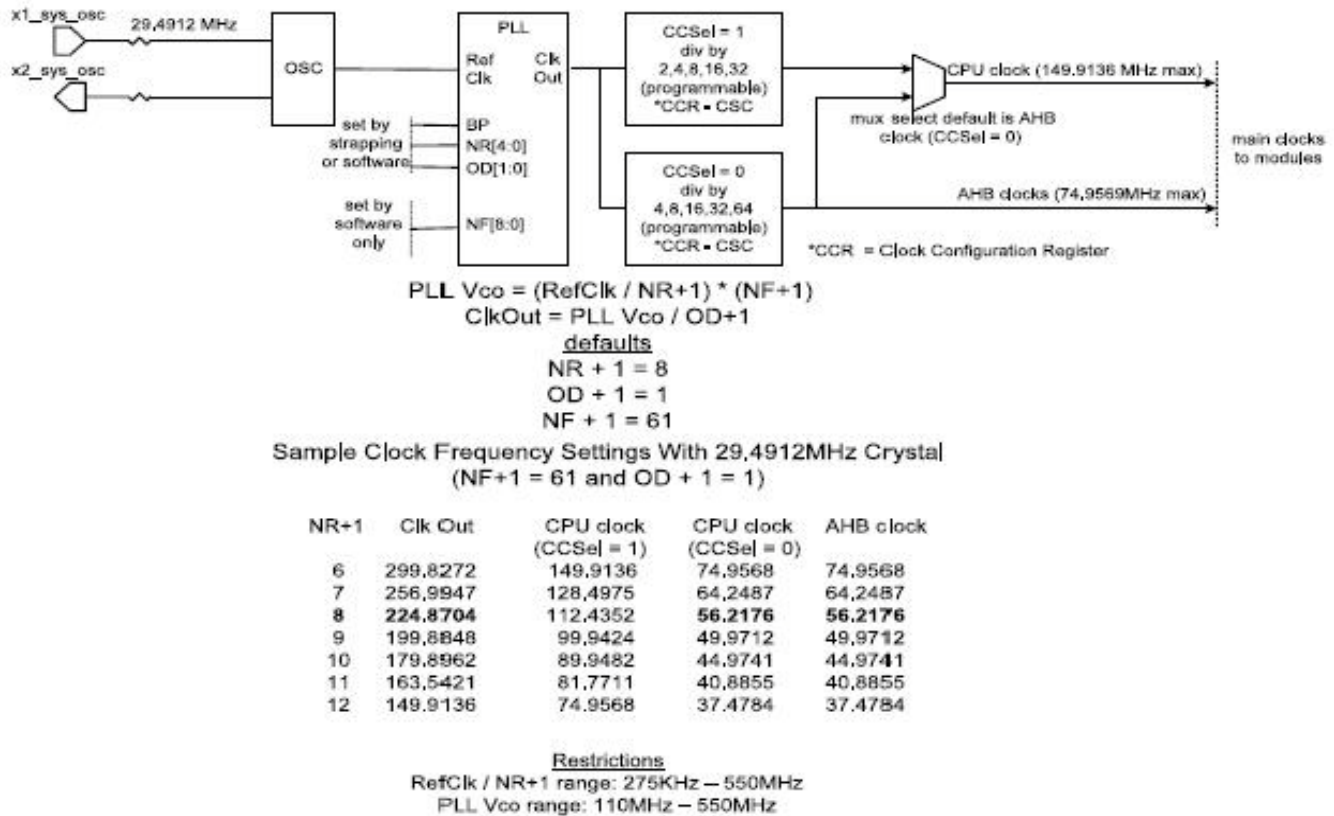 x1_sys_osc
29.4912 MHz
x2_sys_osc
OSC
PLL
Ref Clk
Clk Out
BP
NR[4:0]
OD[1:0]
NF[8:0]
set by
strapping
or software
set by
software
only
CCSel = 1
div by
2,4,8,16,32
(programmable)
*CCR - CSC
CCSel = 0
div by
4,8,16,32,64
(programmable)
*CCR - CSC
CPU clock (149.9136 MHz max)
mux select default is AHB
clock (CCSel = 0)
AHB clocks (74.9569MHz max)
main clocks
to modules
*CCR = Clock Configuration Register
PLL Vco = (RefClk / NR+1) * (NF+1)
ClkOut = PLL Vco / OD+1
defaults
NR + 1 = 8
OD + 1 = 1
NF + 1 = 61
Sample Clock Frequency Settings With 29.4912MHz Crystal
(NF+1 = 61 and OD + 1 = 1)
NR+1 Clk Out CPU clock CPU clock AHB clock
(CCSel = 1) (CCSel = 0)
6 299.8272 149.9136 74.9568 74.9568
7 256.9947 128.4975 64.2487 64.2487
8 224.8704 112.4352 56.2176 56.2176
9 199.8848 99.9424 49.9712 49.9712
10 179.8962 89.9482 44.9741 44.9741
11 163.5421 81.7711 40.8855 40.8855
12 149.9136 74.9568 37.4784 37.4784
Restrictions
RefClk / NR+1 range: 275KHz – 550MHz
PLL Vco range: 110MHz – 550MHz